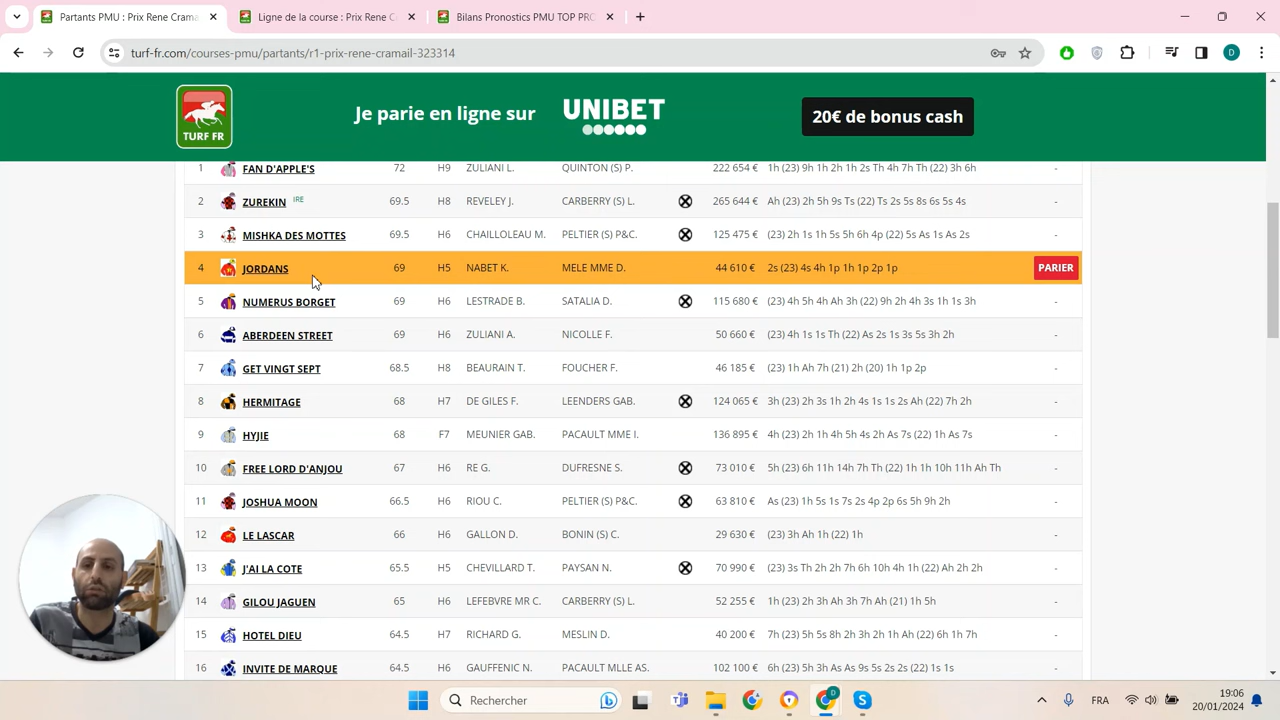 Partants PMU : Prix Rene Crama
Ligne de la course : Prix Rene C
Bilans Pronostics PMU TOP PRO
turf-fr.com/courses-pmu/partants/r1-prix-rene-cramail-323314
D
TURF FR
Je parie en ligne sur
UNIBET
20€ de bonus cash
1 FAN D'APPLE'S 72 H9 ZULIANI L. QUINTON (S) P. 222 654 € 1h (23) 9h 1h 2h 1h 2s Th 4h 7h Th (22) 3h 6h -
2 ZUREKIN IRE 69.5 H8 REVELEY J. CARBERRY (S) L. 265 644 € Ah (23) 2h 5h 9s Ts (22) Ts 2s 5s 8s 6s 5s 4s -
3 MISHKA DES MOTTES 69.5 H6 CHAILLOLEAU M. PELTIER (S) P&C. 125 475 € (23) 2h 1s 1h 5s 5h 6h 4p (22) 5s As 1s As 2s -
4 JORDANS 69 H5 NABET K. MELE MME D. 44 610 € 2s (23) 4s 4h 1p 1h 1p 2p 1p PARIER
5 NUMERUS BORGET 69 H6 LESTRADE B. SATALIA D. 115 680 € (23) 4h 5h 4h Ah 3h (22) 9h 2h 4h 3s 1h 1s 3h -
6 ABERDEEN STREET 69 H6 ZULIANI A. NICOLLE F. 50 660 € (23) 4h 1s 1s Th (22) As 2s 1s 3s 5s 3h 2h -
7 GET VINGT SEPT 68.5 H8 BEAURAIN T. FOUCHER F. 46 185 € (23) 1h Ah 7h (21) 2h (20) 1h 1p 2p -
8 HERMITAGE 68 H7 DE GILES F. LEENDERS GAB. 124 065 € 3h (23) 2h 3s 1h 2h 4s 1s 1s 2s Ah (22) 7h 2h -
9 HYJIE 68 F7 MEUNIER GAB. PACAULT MME I. 136 895 € 4h (23) 2h 1h 4h 5h 4s 2h As 7s (22) 1h As 7s -
10 FREE LORD D'ANJOU 67 H6 RE G. DUFRESNE S. 73 010 € 5h (23) 6h 11h 14h 7h Th (22) 1h 1h 10h 11h Ah Th -
11 JOSHUA MOON 66.5 H6 RIOU C. PELTIER (S) P&C. 63 810 € As (23) 1h 5s 1s 7s 2s 4p 2p 6s 5h 9h 2h -
12 LE LASCAR 66 H6 GALLON D. BONIN (S) C. 29 630 € (23) 3h Ah 1h (22) 1h -
13 J'AI LA COTE 65.5 H5 CHEVILLARD T. PAYSAN N. 70 990 € (23) 3s Th 2h 2h 7h 6h 10h 4h 1h (22) Ah 2h 2h -
14 GILOU JAGUEN 65 H6 LEFEBVRE MR C. CARBERRY (S) L. 52 255 € 1h (23) 2h 3h Ah 3h 7h Ah (21) 1h 5h -
15 HOTEL DIEU 64.5 H7 RICHARD G. MESLIN D. 40 200 € 7h (23) 5h 5s 8h 2h 3h 2h 1h Ah (22) 6h 1h 7h -
16 INVITE DE MARQUE 64.5 H6 GAUFFENIC N. PACAULT MLLE AS. 102 100 € 6h (23) 5h 3h As As 9s 5s 2s 2s (22) 1s 1s -
Rechercher
FRA
19:06
20/01/2024